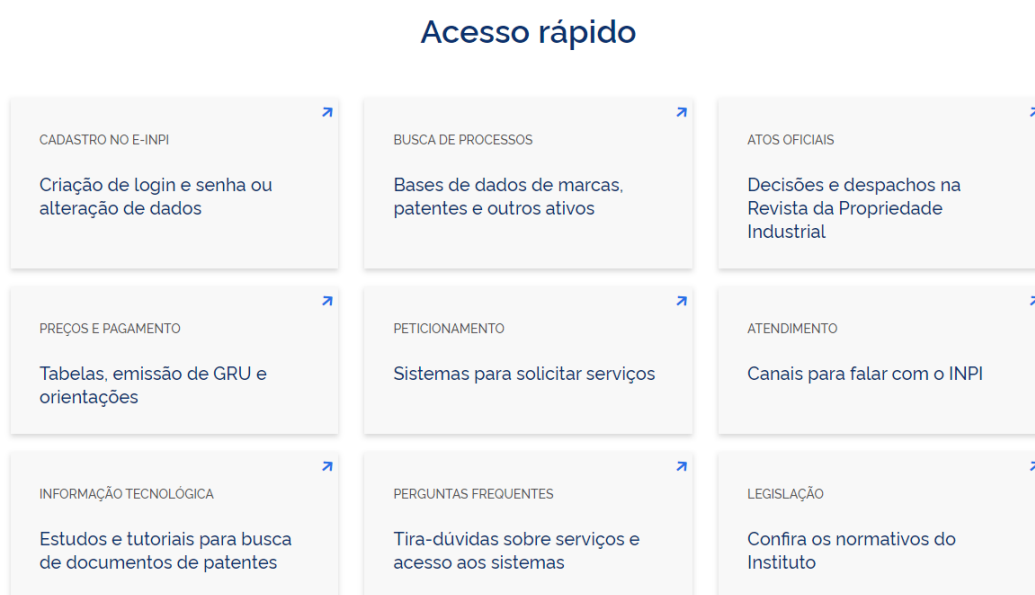 Acesso rápido
CADASTRO NO E-INPI
Criação de login e senha ou
alteração de dados
BUSCA DE PROCESSOS
Bases de dados de marcas,
patentes e outros ativos
ATOS OFICIAIS
Decisões e despachos na
Revista da Propriedade
Industrial
PREÇOS E PAGAMENTO
Tabelas, emissão de GRU e
orientações
PETICIONAMENTO
Sistemas para solicitar serviços
ATENDIMENTO
Canais para falar com o INPI
INFORMAÇÃO TECNOLÓGICA
Estudos e tutoriais para busca
de documentos de patentes
PERGUNTAS FREQUENTES
Tira-dúvidas sobre serviços e
acesso aos sistemas
LEGISLAÇÃO
Confira os normativos do
Instituto